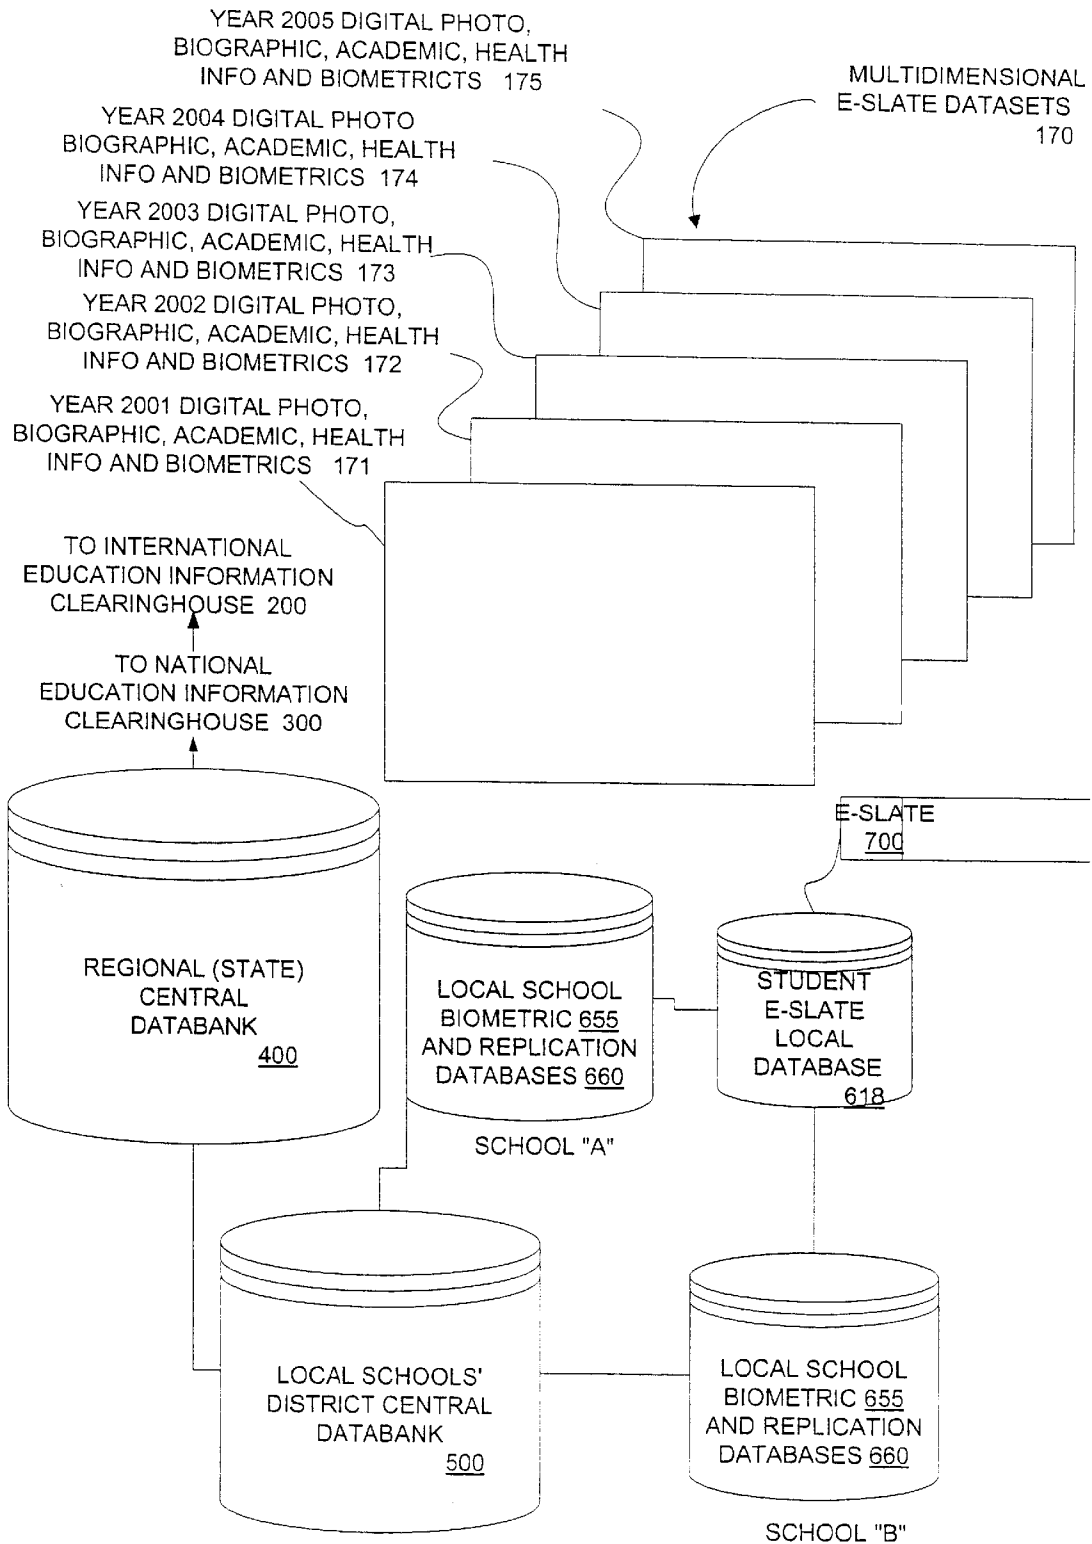 YEAR 2005 DIGITAL PHOTO,
BIOGRAPHIC, ACADEMIC, HEALTH
INFO AND BIOMETRICTS 175
MULTIDIMENSIONAL
E-SLATE DATASETS
170
YEAR 2004 DIGITAL PHOTO
BIOGRAPHIC, ACADEMIC, HEALTH
INFO AND BIOMETRICS 174
YEAR 2003 DIGITAL PHOTO,
BIOGRAPHIC, ACADEMIC, HEALTH
INFO AND BIOMETRICS 173
YEAR 2002 DIGITAL PHOTO,
BIOGRAPHIC, ACADEMIC, HEALTH
INFO AND BIOMETRICS 172
YEAR 2001 DIGITAL PHOTO,
BIOGRAPHIC, ACADEMIC, HEALTH
INFO AND BIOMETRICS 171
TO INTERNATIONAL
EDUCATION INFORMATION
CLEARINGHOUSE 200
TO NATIONAL
EDUCATION INFORMATION
CLEARINGHOUSE 300
E-SLATE
700
REGIONAL (STATE)
CENTRAL
DATABANK
400
LOCAL SCHOOL
BIOMETRIC 655
AND REPLICATION
DATABASES 660
SCHOOL "A"
STUDENT
E-SLATE
LOCAL
DATABASE
618
LOCAL SCHOOLS'
DISTRICT CENTRAL
DATABANK
500
LOCAL SCHOOL
BIOMETRIC 655
AND REPLICATION
DATABASES 660
SCHOOL "B"